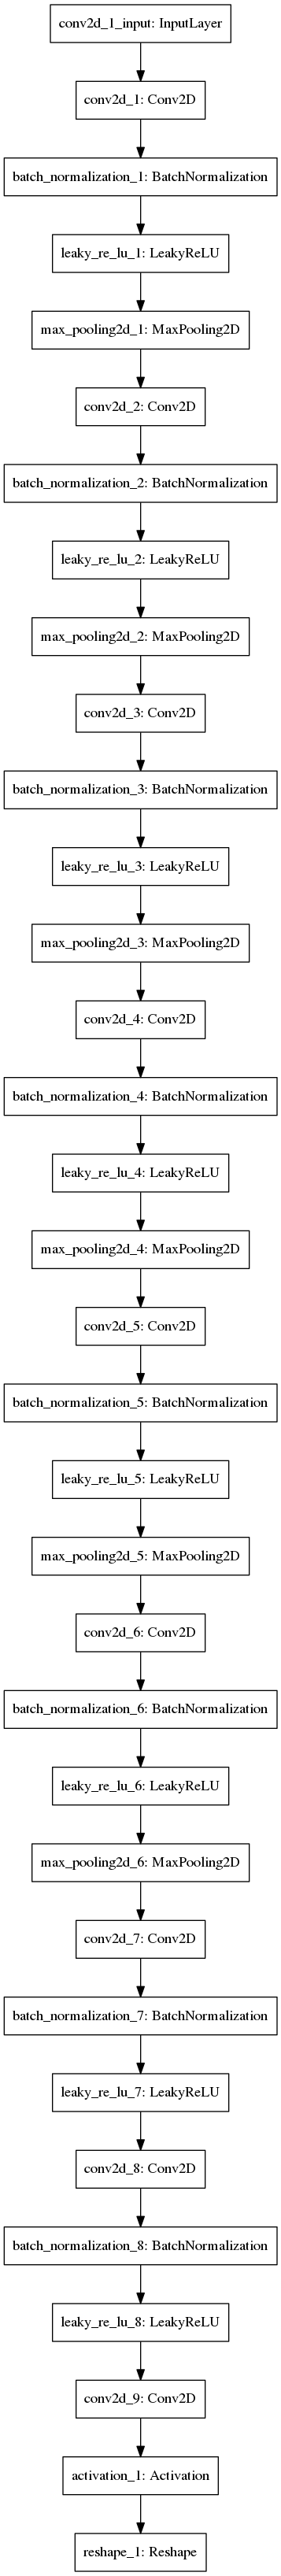 conv2d_1_input: InputLayer
conv2d_1: Conv2D
batch_normalization_1: BatchNormalization
leaky_re_lu_1: LeakyReLU
max_pooling2d_1: MaxPooling2D
conv2d_2: Conv2D
batch_normalization_2: BatchNormalization
leaky_re_lu_2: LeakyReLU
max_pooling2d_2: MaxPooling2D
conv2d_3: Conv2D
batch_normalization_3: BatchNormalization
leaky_re_lu_3: LeakyReLU
max_pooling2d_3: MaxPooling2D
conv2d_4: Conv2D
batch_normalization_4: BatchNormalization
leaky_re_lu_4: LeakyReLU
max_pooling2d_4: MaxPooling2D
conv2d_5: Conv2D
batch_normalization_5: BatchNormalization
leaky_re_lu_5: LeakyReLU
max_pooling2d_5: MaxPooling2D
conv2d_6: Conv2D
batch_normalization_6: BatchNormalization
leaky_re_lu_6: LeakyReLU
max_pooling2d_6: MaxPooling2D
conv2d_7: Conv2D
batch_normalization_7: BatchNormalization
leaky_re_lu_7: LeakyReLU
conv2d_8: Conv2D
batch_normalization_8: BatchNormalization
leaky_re_lu_8: LeakyReLU
conv2d_9: Conv2D
activation_1: Activation
reshape_1: Reshape